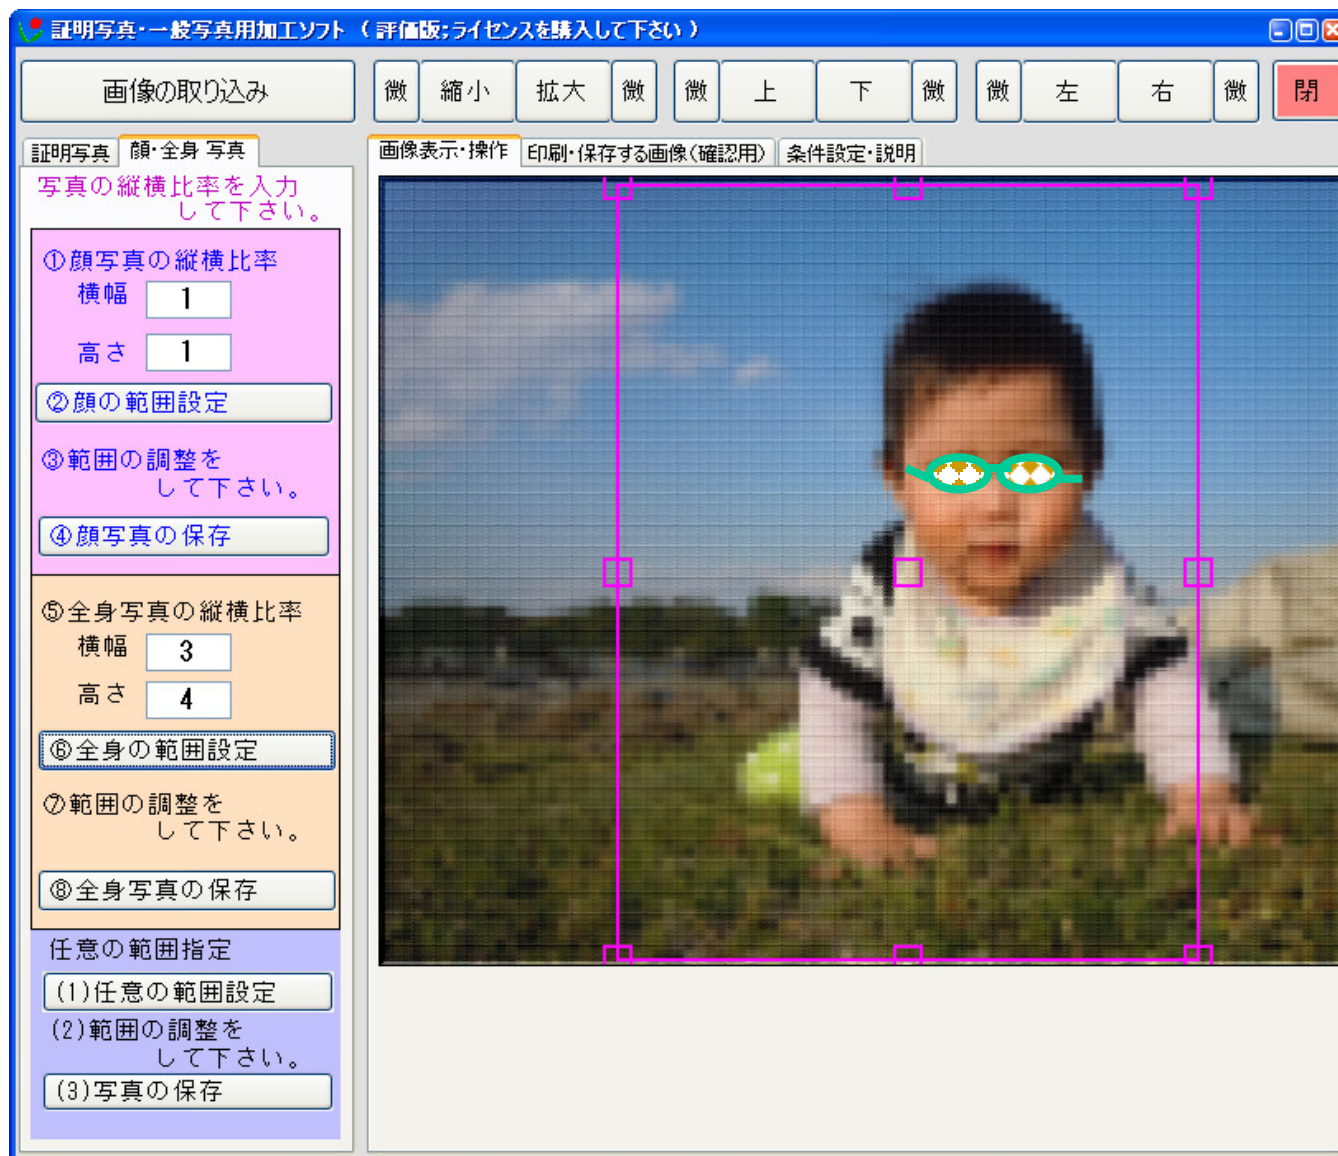 証明写真・一般写真用加工ソフト （評価版;ライセンスを購入して下さい）
画像の取り込み
微 縮小 拡大 微 微 上 下 微 微 左 右 微 閉
証明写真 顔・全身 写真
画像表示・操作 印刷・保存する画像（確認用） 条件設定・説明
写真の縦横比率を入力
して下さい。
①顔写真の縦横比率
横幅 1
高さ 1
②顔の範囲設定
③範囲の調整を
して下さい。
④顔写真の保存
⑤全身写真の縦横比率
横幅 3
高さ 4
⑥全身の範囲設定
⑦範囲の調整を
して下さい。
⑧全身写真の保存
任意の範囲指定
(1)任意の範囲設定
(2)範囲の調整を
して下さい。
(3)写真の保存